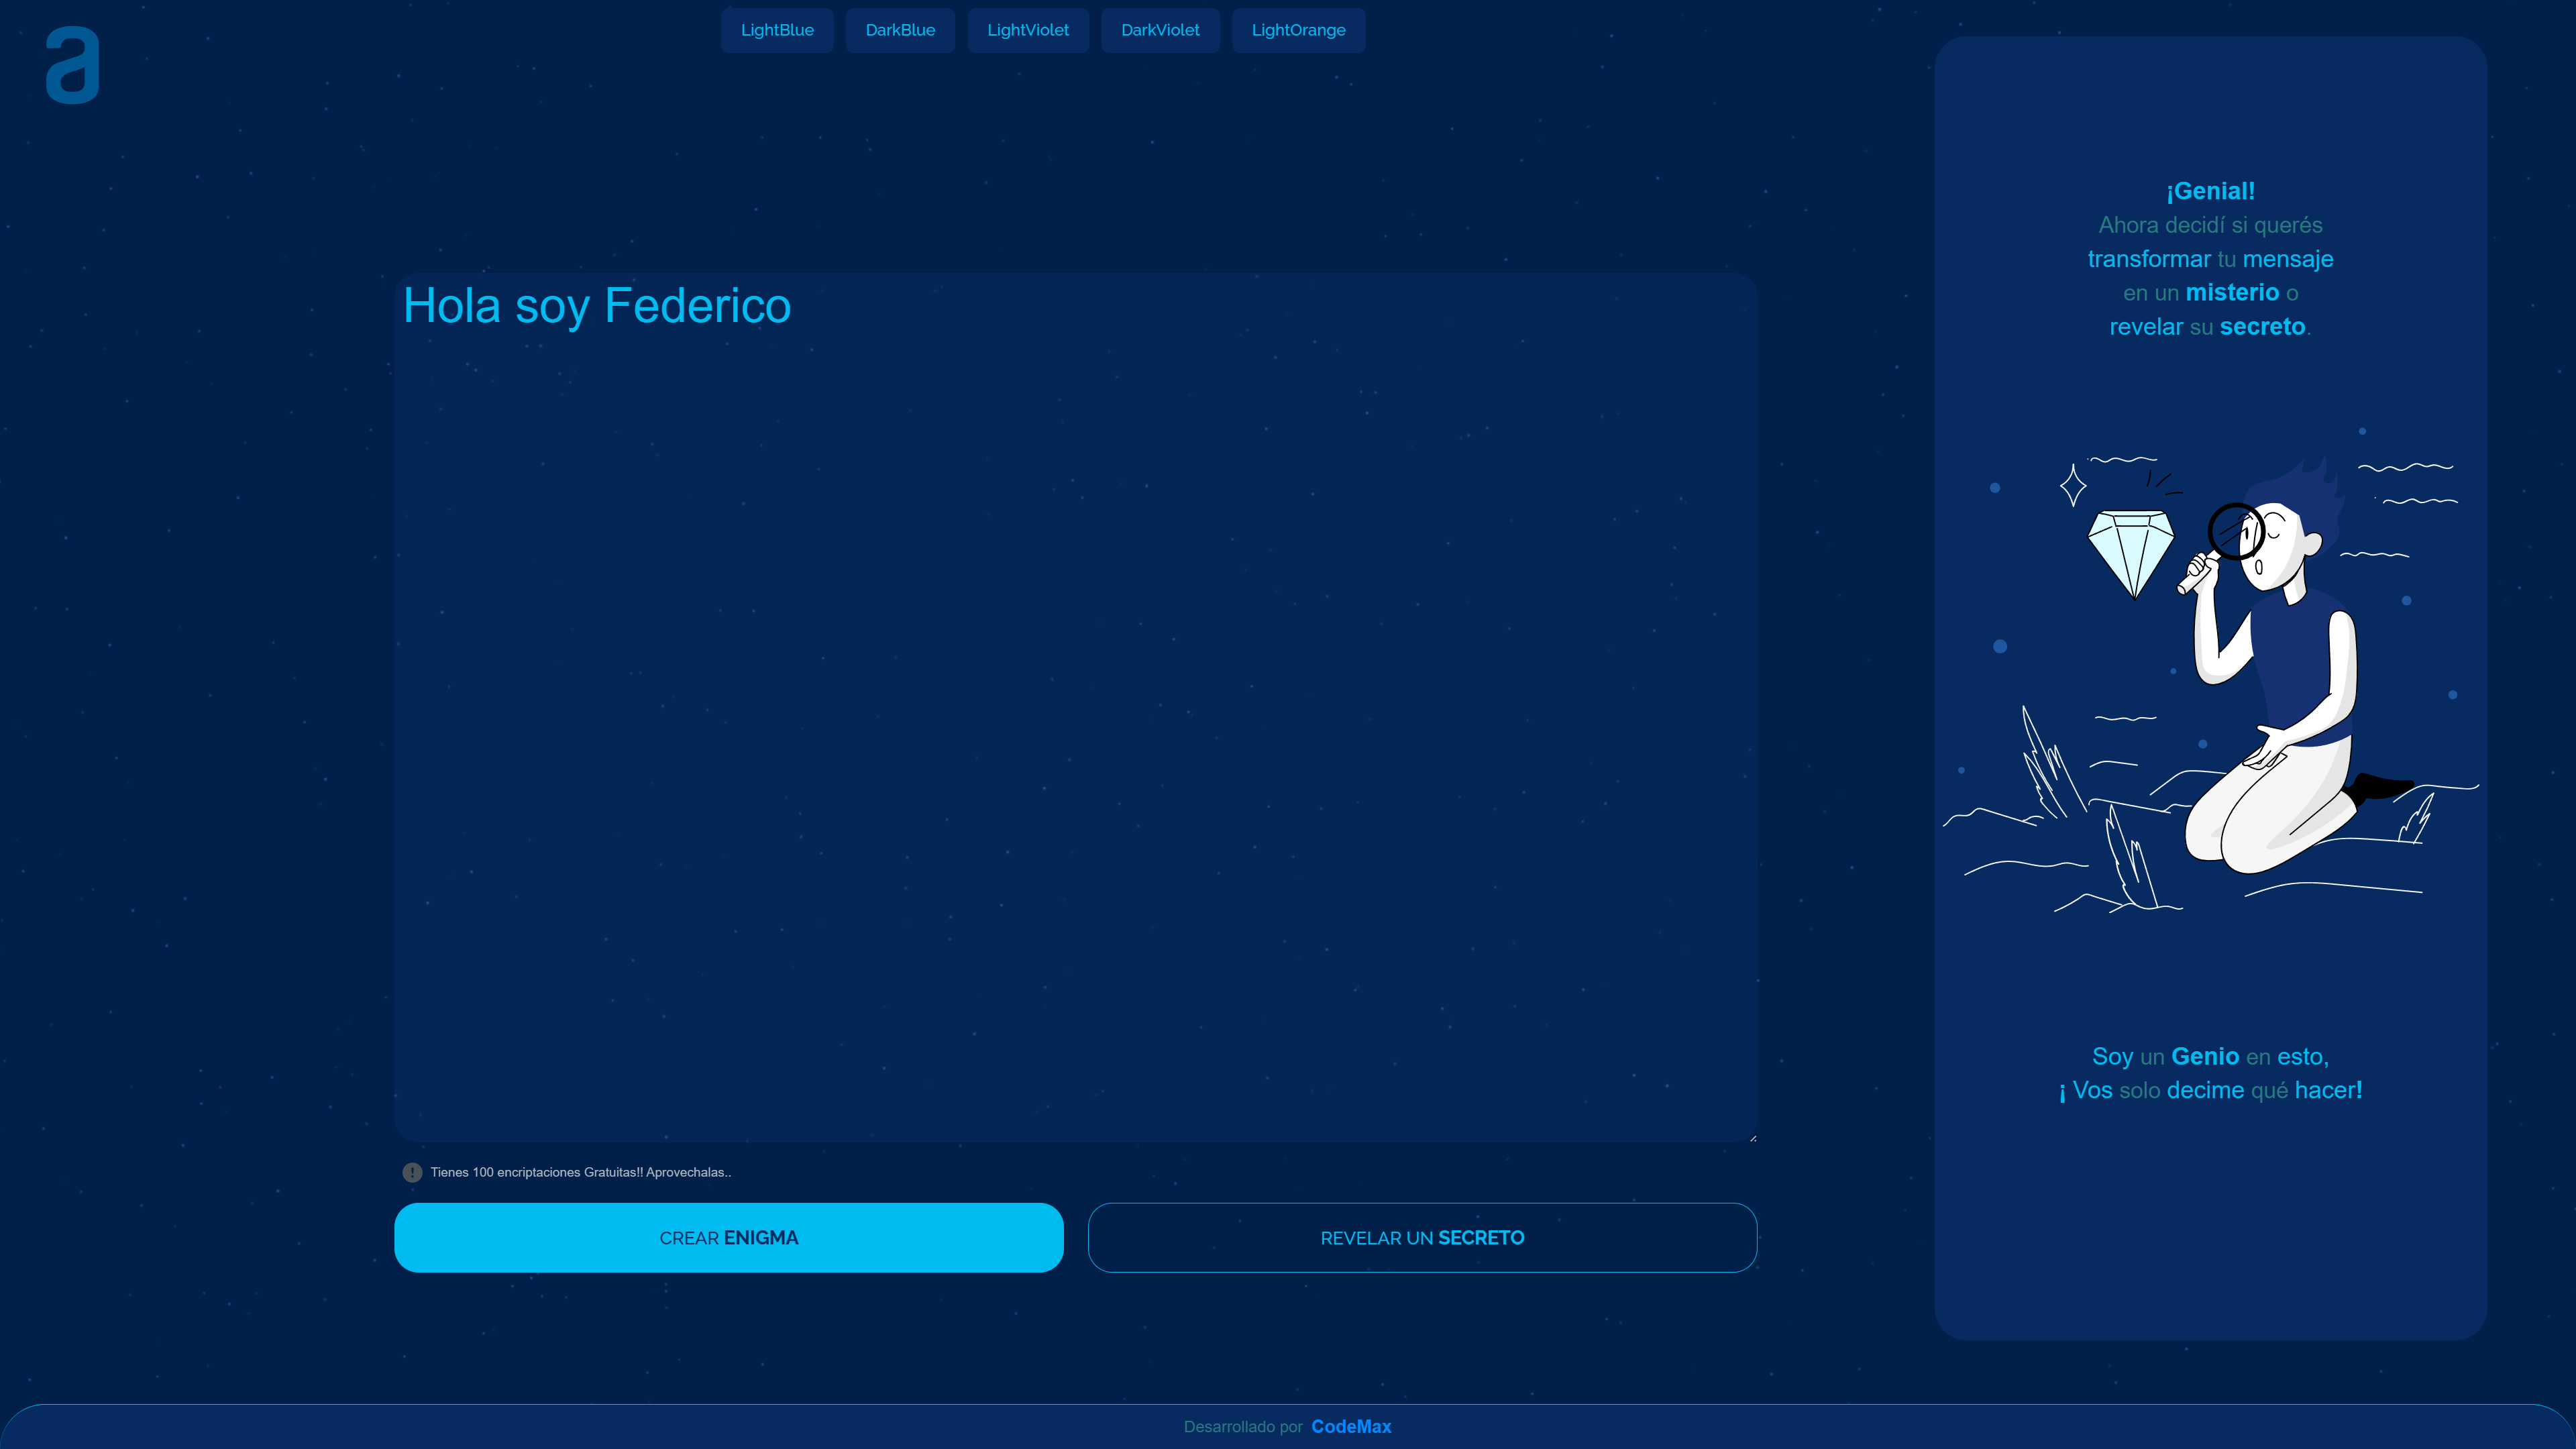 a
LightBlue
DarkBlue
LightViolet
DarkViolet
LightOrange
Hola soy Federico
! Tienes 100 encriptaciones Gratuitas!! Aprovechalas..
CREAR ENIGMA
REVELAR UN SECRETO
¡Genial!
Ahora decidí si querés
transformar tu mensaje
en un misterio o
revelar su secreto.
Soy un Genio en esto,
¡ Vos solo decime qué hacer!
Desarrollado por CodeMax